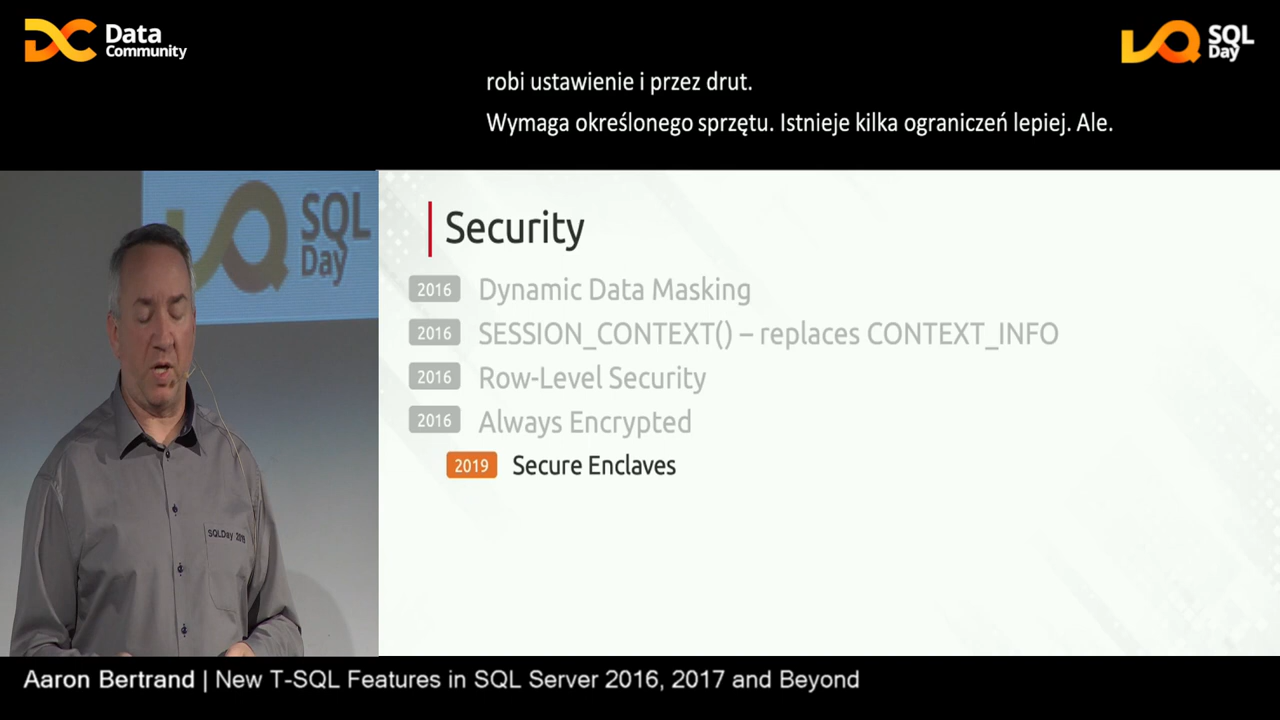 Data
Community
SQL
Day
robi ustawienie i przez drut.
Wymaga określonego sprzętu. Istnieje kilka ograniczeń lepiej. Ale.
SQL
Day
SQLDay 2019
Security
2016 Dynamic Data Masking
2016 SESSION_CONTEXT() – replaces CONTEXT_INFO
2016 Row-Level Security
2016 Always Encrypted
2019 Secure Enclaves
Aaron Bertrand | New T-SQL Features in SQL Server 2016, 2017 and Beyond